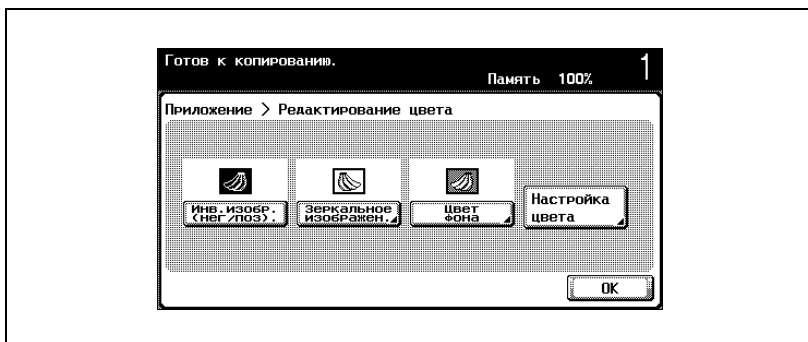 Готов к копированию.
Память 100%
1
Приложение > Редактирование цвета
Инв.изобр.
(нег/поз).
Зеркальное
изображен.
Цвет
фона
Настройка
цвета
OK